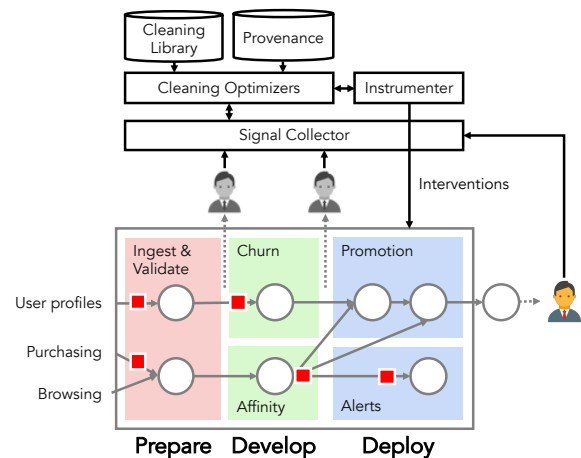 Cleaning
Library
Provenance
Cleaning Optimizers
Instrumenter
Signal Collector
Interventions
Ingest &
Validate
Churn
Promotion
User profiles
Purchasing
Browsing
Affinity
Alerts
Prepare
Develop
Deploy